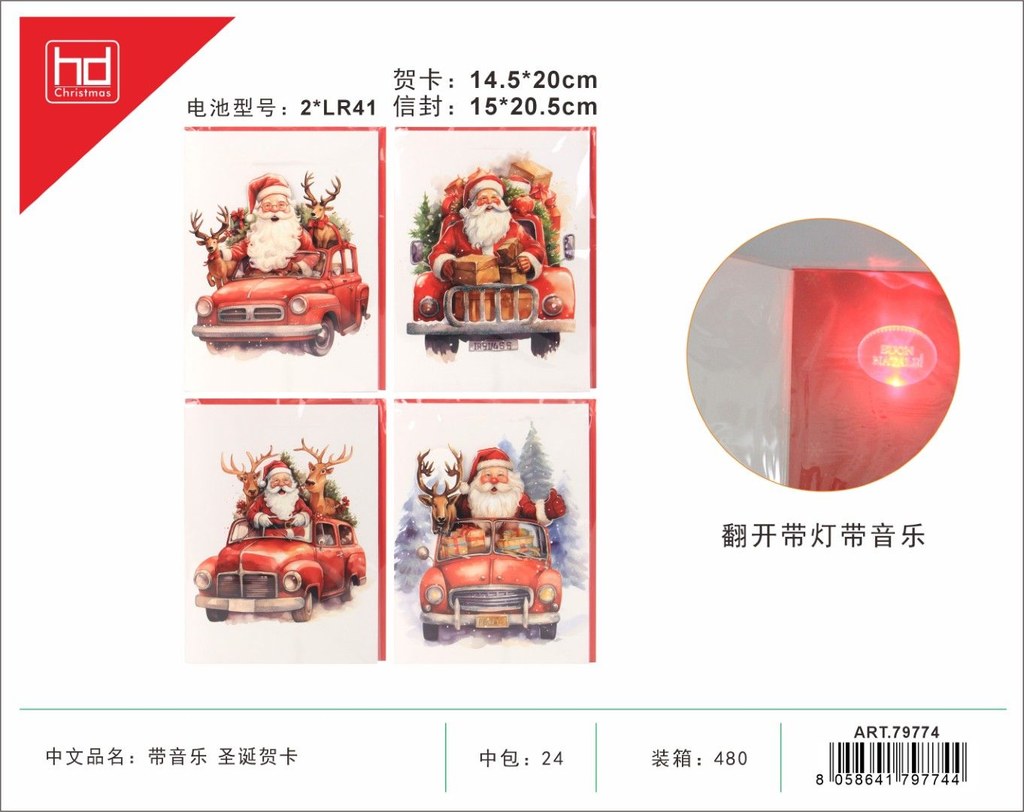 hd
Christmas
电池型号：2*LR41
贺卡：14.5*20cm
信封：15*20.5cm
BUON
NATALE!
翻开带灯带音乐
中文品名：带音乐 圣诞贺卡
中包：24
装箱：480
ART.79774
8 058641 797744